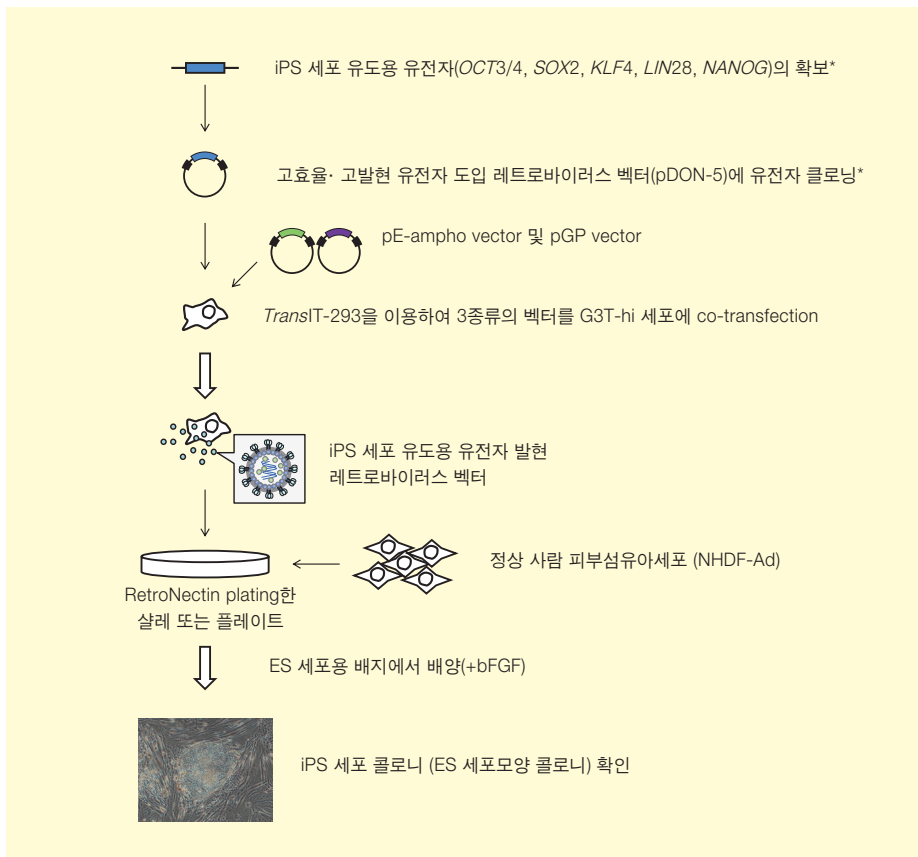 iPS 세포 유도용 유전자(OCT3/4, SOX2, KLF4, LIN28, NANOG)의 확보*
고효율· 고발현 유전자 도입 레트로바이러스 벡터(pDON-5)에 유전자 클로닝*
pE-ampho vector 및 pGP vector
TransIT-293을 이용하여 3종류의 벡터를 G3T-hi 세포에 co-transfection
iPS 세포 유도용 유전자 발현
레트로바이러스 벡터
정상 사람 피부섬유아세포 (NHDF-Ad)
RetroNectin plating한
샬레 또는 플레이트
ES 세포용 배지에서 배양(+bFGF)
iPS 세포 콜로니 (ES 세포모양 콜로니) 확인